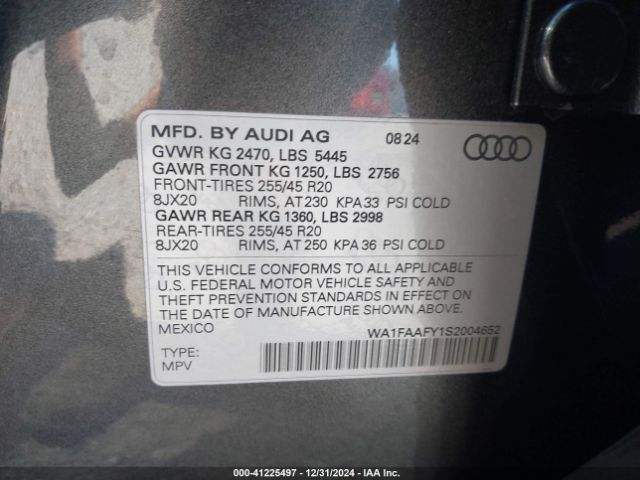 MFD. BY AUDI AG 08 24
GVWR KG 2470, LBS 5445
GAWR FRONT KG 1250, LBS 2756
FRONT-TIRES 255/45 R20
8JX20 RIMS, AT 230 KPA 33 PSI COLD
GAWR REAR KG 1360, LBS 2998
REAR-TIRES 255/45 R20
8JX20 RIMS, AT 250 KPA 36 PSI COLD
THIS VEHICLE CONFORMS TO ALL APPLICABLE
U.S. FEDERAL MOTOR VEHICLE SAFETY AND
THEFT PREVENTION STANDARDS IN EFFECT ON
THE DATE OF MANUFACTURE SHOWN ABOVE.
MEXICO
WA1FAAFY1S2004652
TYPE:
MPV
000-41225497 - 12/31/2024 - IAA Inc.